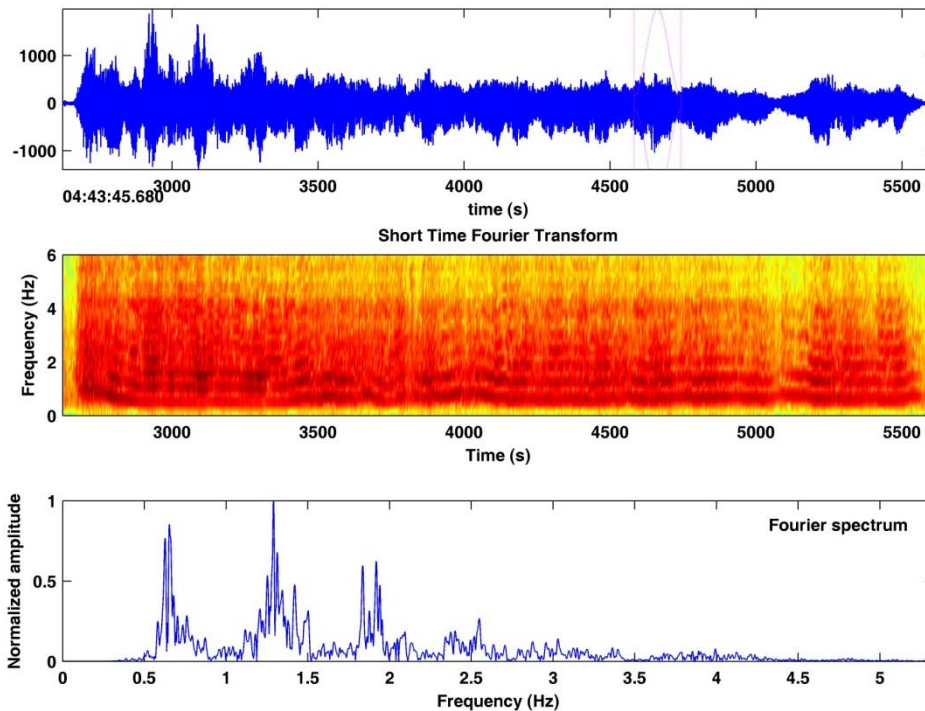 1000
0
-1000
3000 3500 4000 4500 5000 5500
04:43:45.680
time (s)
Short Time Fourier Transform
Frequency (Hz)
6
4
2
0
3000 3500 4000 4500 5000 5500
Time (s)
Normalized amplitude
1
0.5
0
Fourier spectrum
0 0.5 1 1.5 2 2.5 3 3.5 4 4.5 5
Frequency (Hz)